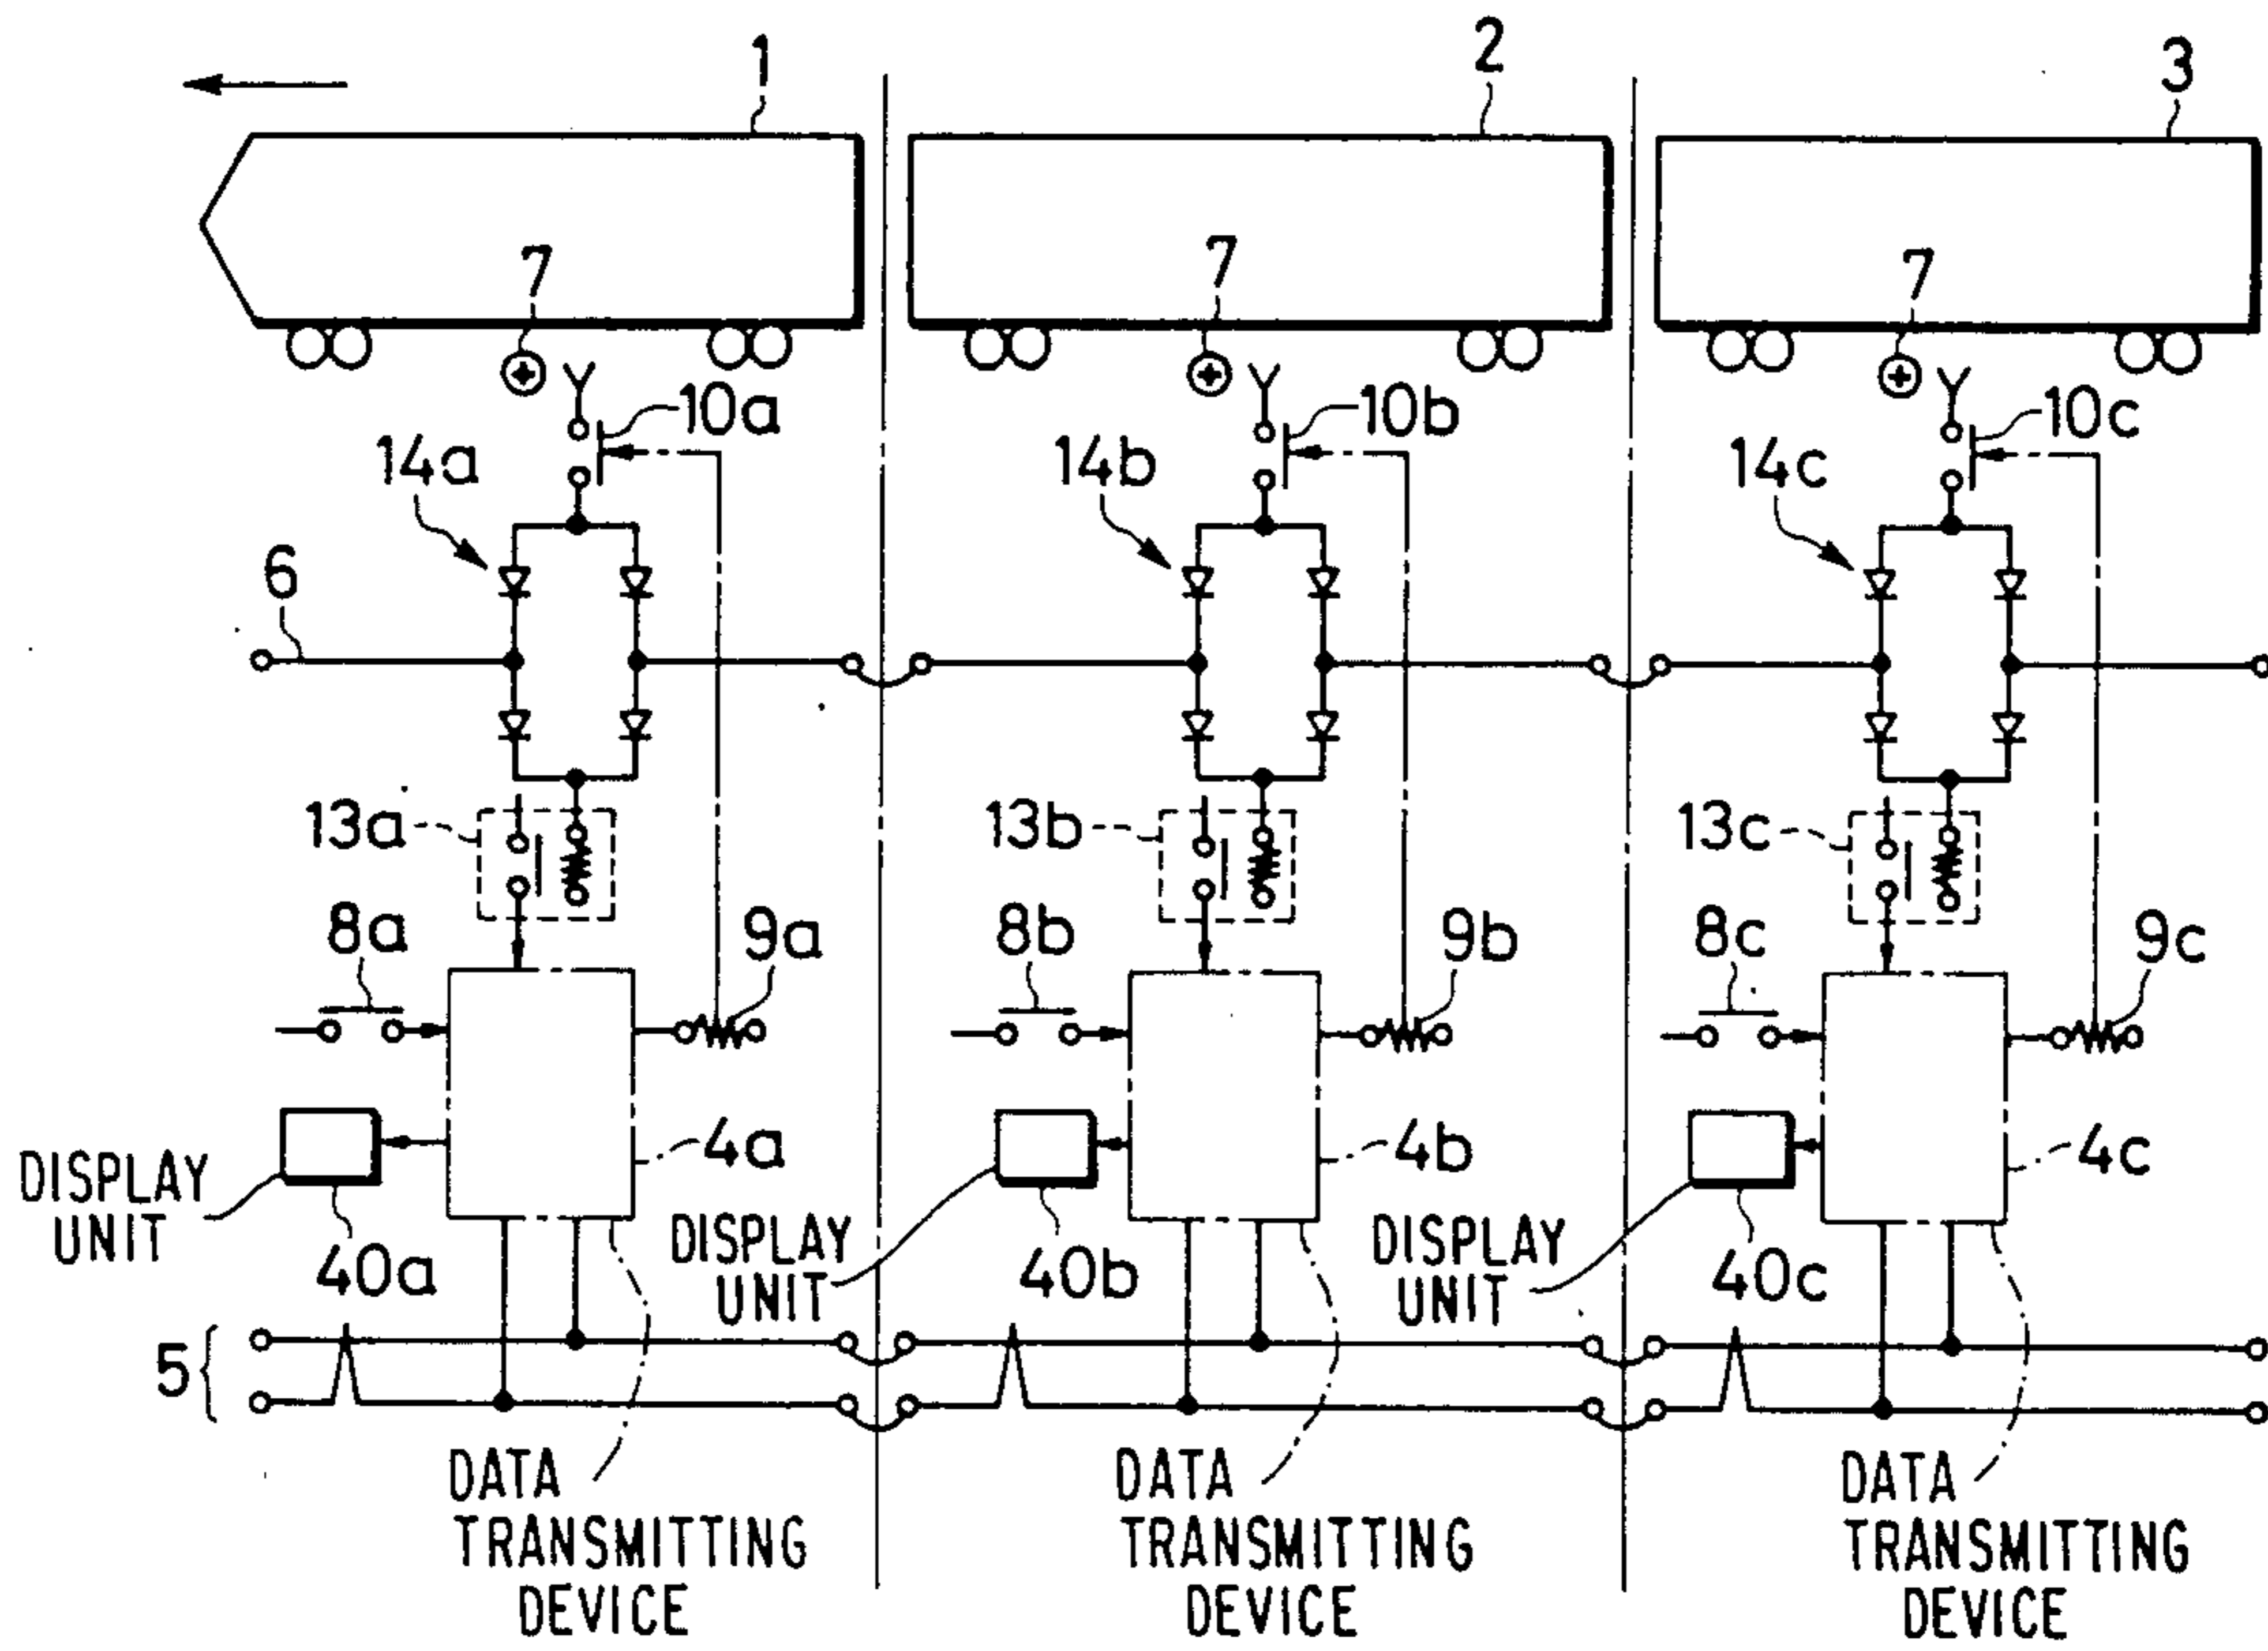 1
2
3
7
7
7
Y
Y
Y
10a
10b
10c
14a
14b
14c
6
13a
13b
13c
8a
9a
8b
9b
8c
9c
4a
4b
4c
DISPLAY
UNIT
40a
DISPLAY
UNIT
40b
DISPLAY
UNIT
40c
5
DATA
TRANSMITTING
DEVICE
DATA
TRANSMITTING
DEVICE
DATA
TRANSMITTING
DEVICE